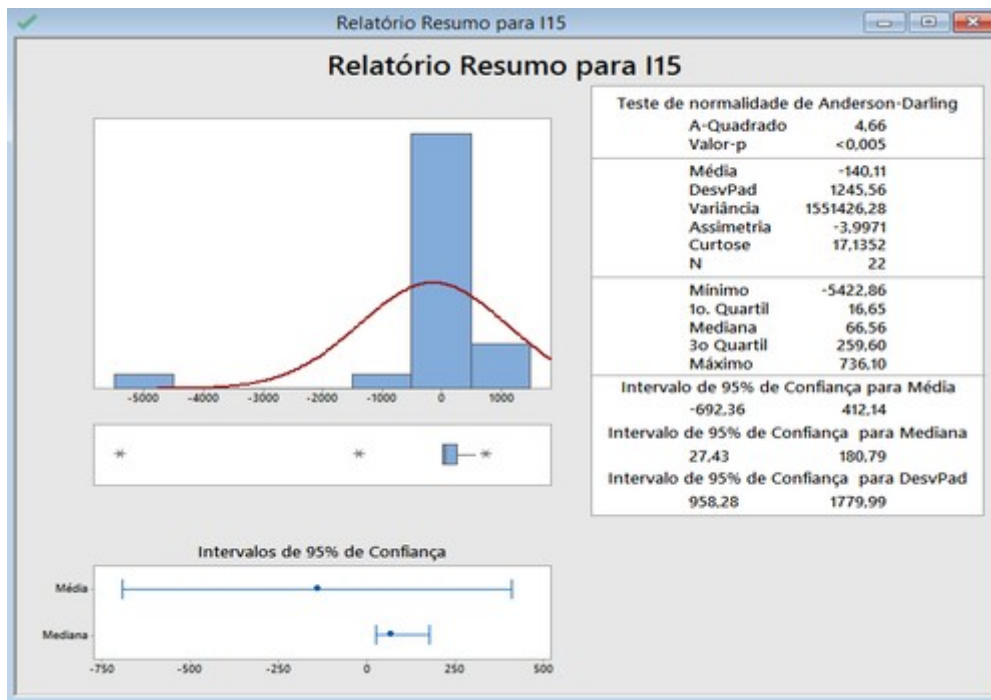 Relatório Resumo para I15
Relatório Resumo para I15
-5000 -4000 -3000 -2000 -1000 0 1000
Intervalos de 95% de Confiança
Média
Mediana
-750 -500 -250 0 250 500
Teste de normalidade de Anderson-Darling
A-Quadrado 4,66
Valor-p <0,005
Média -140,11
DesvPad 1245,56
Variância 1551426,28
Assimetria -3,9971
Curtose 17,1352
N 22
Mínimo -5422,86
1o. Quartil 16,65
Mediana 66,56
3o Quartil 259,60
Máximo 736,10
Intervalo de 95% de Confiança para Média
-692,36 412,14
Intervalo de 95% de Confiança para Mediana
27,43 180,79
Intervalo de 95% de Confiança para DesvPad
958,28 1779,99